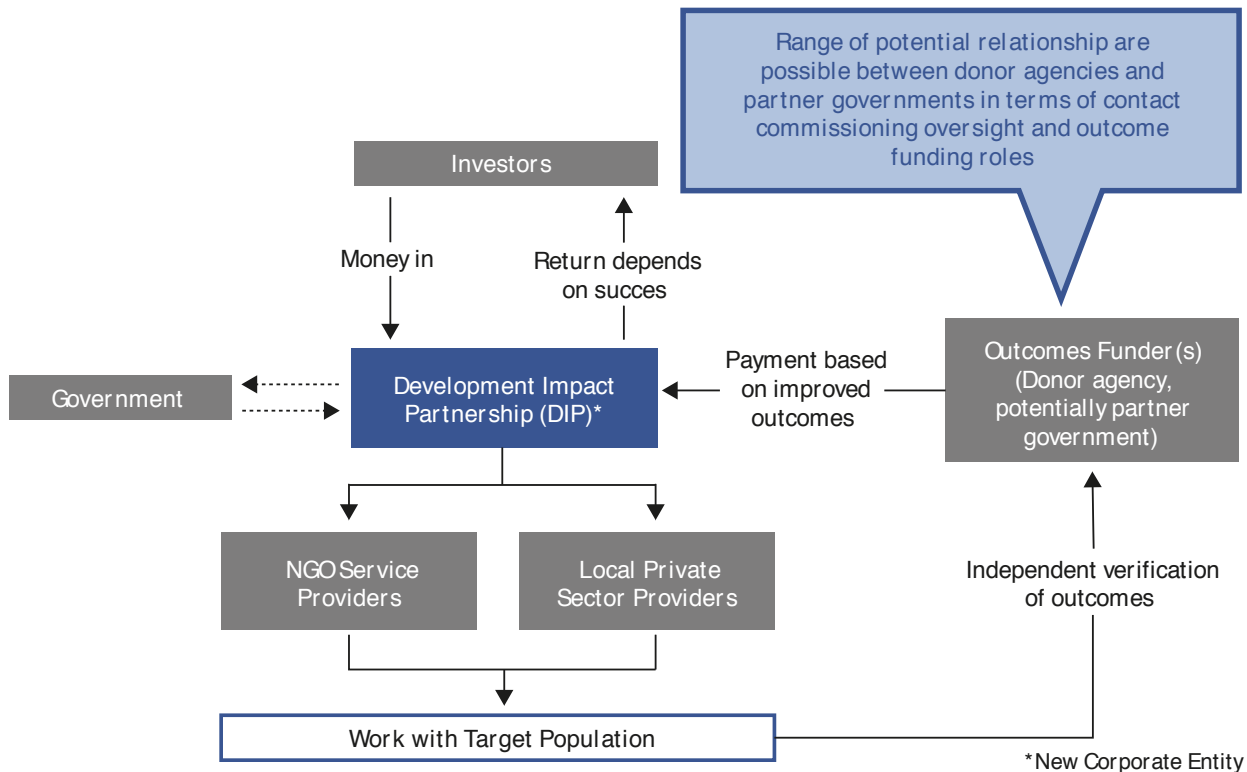 Range of potential relationship are
possible between donor agencies and
partner governments in terms of contact
commissioning oversight and outcome
funding roles
Investors
Money in
Return depends
on succes
Government
Development Impact
Partnership (DIP)*
Payment based
on improved
outcomes
Outcomes Funder(s)
(Donor agency,
potentially partner
government)
NGO Service
Providers
Local Private
Sector Providers
Independent verification
of outcomes
Work with Target Population
*New Corporate Entity